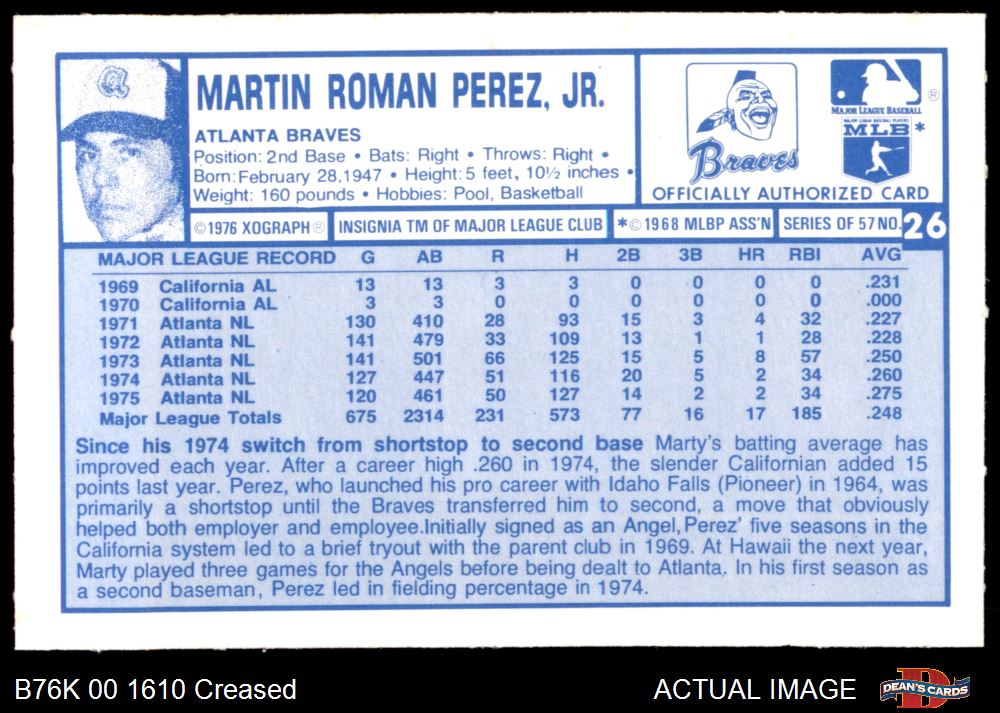 MARTIN ROMAN PEREZ, JR.
ATLANTA BRAVES
Position: 2nd Base • Bats: Right • Throws: Right •
Born: February 28,1947 • Height: 5 feet, 10½ inches •
Weight: 160 pounds • Hobbies: Pool, Basketball
Braves
MAJOR LEAGUE BASEBALL ®
MAJOR LEAGUE BASEBALL PLAYERS
MLB *
OFFICIALLY AUTHORIZED CARD
© 1976 XOGRAPH ® INSIGNIA TM OF MAJOR LEAGUE CLUB *© 1968 MLBP ASS'N SERIES OF 57 NO. 26
MAJOR LEAGUE RECORD G AB R H 2B 3B HR RBI AVG
1969 California AL 13 13 3 3 0 0 0 0 .231
1970 California AL 3 3 0 0 0 0 0 0 .000
1971 Atlanta NL 130 410 28 93 15 3 4 32 .227
1972 Atlanta NL 141 479 33 109 13 1 1 28 .228
1973 Atlanta NL 141 501 66 125 15 5 8 57 .250
1974 Atlanta NL 127 447 51 116 20 5 2 34 .260
1975 Atlanta NL 120 461 50 127 14 2 2 34 .275
Major League Totals 675 2314 231 573 77 16 17 185 .248
Since his 1974 switch from shortstop to second base Marty's batting average has
improved each year. After a career high .260 in 1974, the slender Californian added 15
points last year. Perez, who launched his pro career with Idaho Falls (Pioneer) in 1964, was
primarily a shortstop until the Braves transferred him to second, a move that obviously
helped both employer and employee.Initially signed as an Angel, Perez' five seasons in the
California system led to a brief tryout with the parent club in 1969. At Hawaii the next year,
Marty played three games for the Angels before being dealt to Atlanta. In his first season as
a second baseman, Perez led in fielding percentage in 1974.
B76K 00 1610 Creased
ACTUAL IMAGE
DEAN'S CARDS